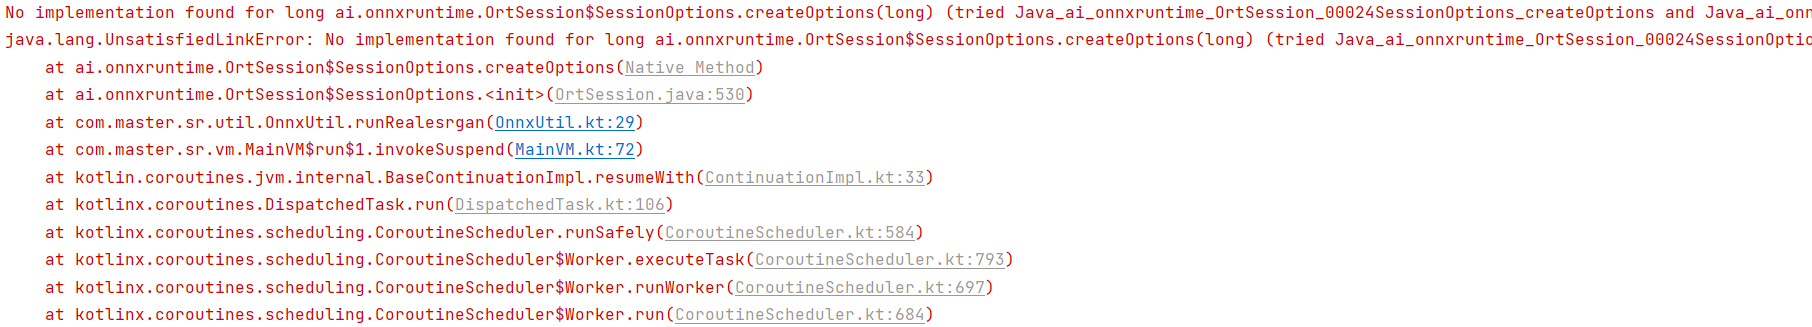 No implementation found for long ai.onnxruntime.OrtSession$SessionOptions.createOptions(long) (tried Java_ai_onnxruntime_OrtSession_00024SessionOptions_createOptions and Java_ai_onn
java.lang.UnsatisfiedLinkError: No implementation found for long ai.onnxruntime.OrtSession$SessionOptions.createOptions(long) (tried Java_ai_onnxruntime_OrtSession_00024SessionOptio
at ai.onnxruntime.OrtSession$SessionOptions.createOptions(Native Method)
at ai.onnxruntime.OrtSession$SessionOptions.<init>(OrtSession.java:530)
at com.master.sr.util.OnnxUtil.runRealesrgan(OnnxUtil.kt:29)
at com.master.sr.vm.MainVM$run$1.invokeSuspend(MainVM.kt:72)
at kotlin.coroutines.jvm.internal.BaseContinuationImpl.resumeWith(ContinuationImpl.kt:33)
at kotlinx.coroutines.DispatchedTask.run(DispatchedTask.kt:106)
at kotlinx.coroutines.scheduling.CoroutineScheduler.runSafely(CoroutineScheduler.kt:584)
at kotlinx.coroutines.scheduling.CoroutineScheduler$Worker.executeTask(CoroutineScheduler.kt:793)
at kotlinx.coroutines.scheduling.CoroutineScheduler$Worker.runWorker(CoroutineScheduler.kt:697)
at kotlinx.coroutines.scheduling.CoroutineScheduler$Worker.run(CoroutineScheduler.kt:684)